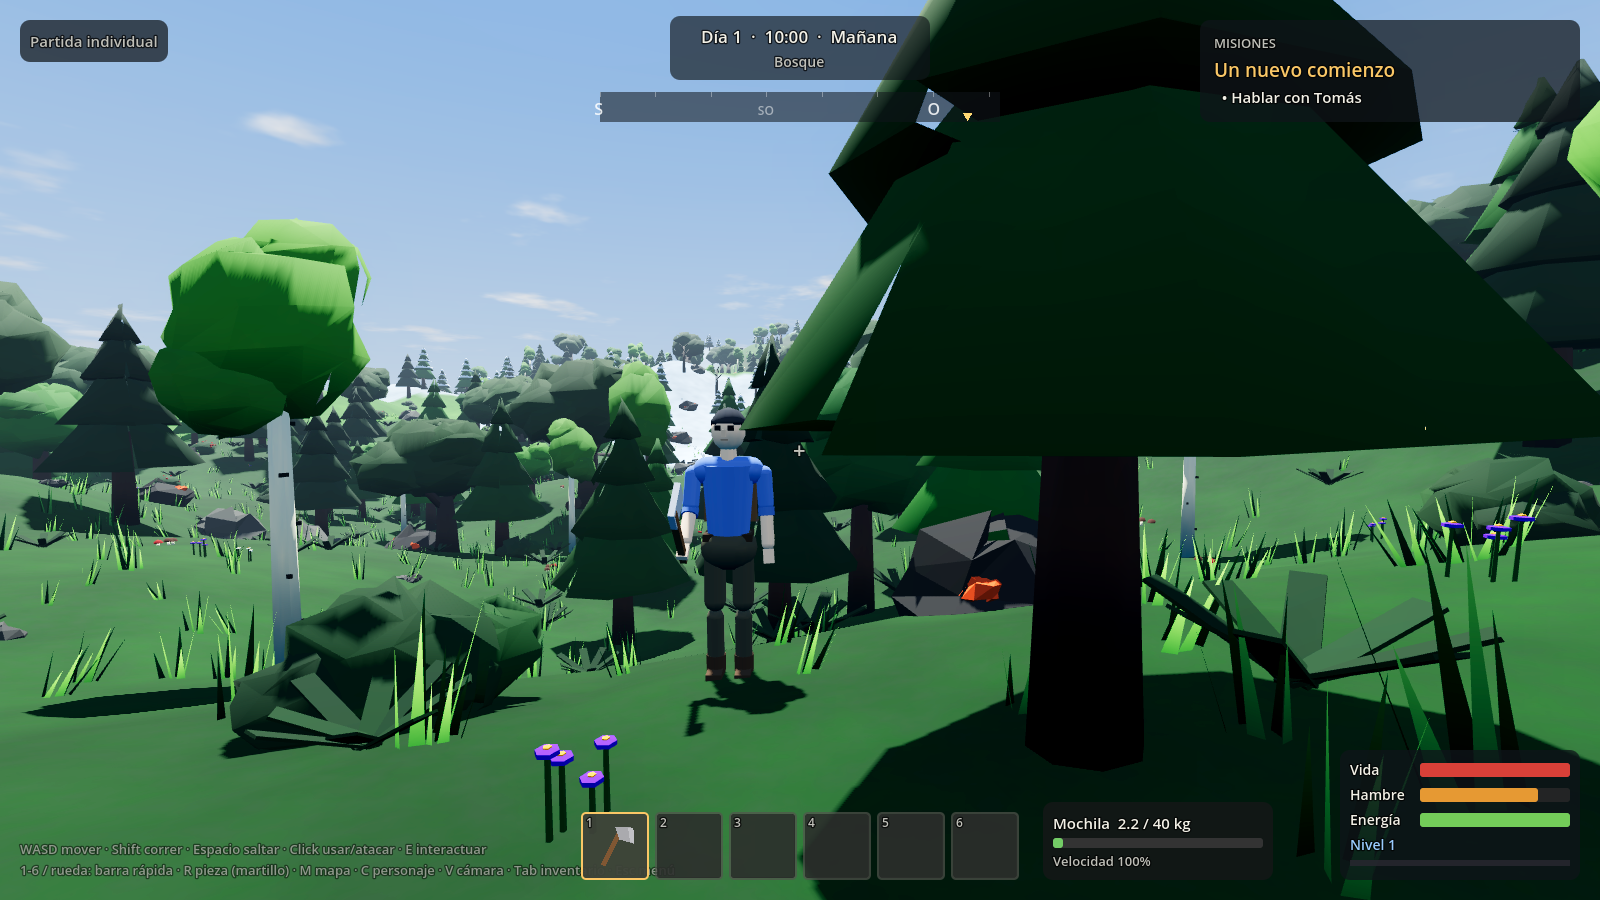 Partida individual
Día 1 · 10:00 · Mañana
Bosque
S
SO
O
MISIONES
Un nuevo comienzo
• Hablar con Tomás
Vida
Hambre
Energía
Nivel 1
Mochila 2.2 / 40 kg
Velocidad 100%
1
2
3
4
5
6
WASD mover · Shift correr · Espacio saltar · Click usar/atacar · E interactuar
1-6 / rueda: barra rápida · R pieza (martillo) · M mapa · C personaje · V cámara · Tab